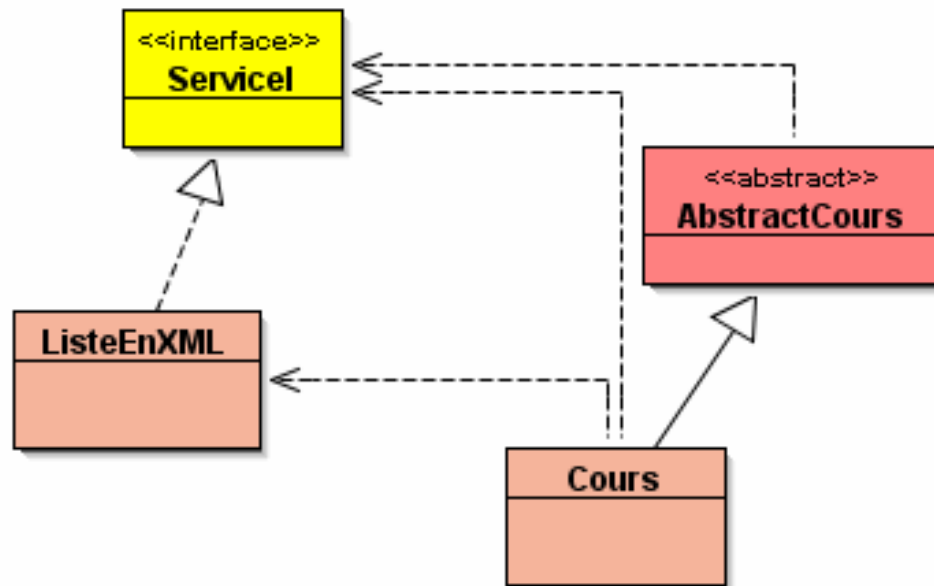 <<interface>>
ServiceI
<<abstract>>
AbstractCours
ListeEnXML
Cours